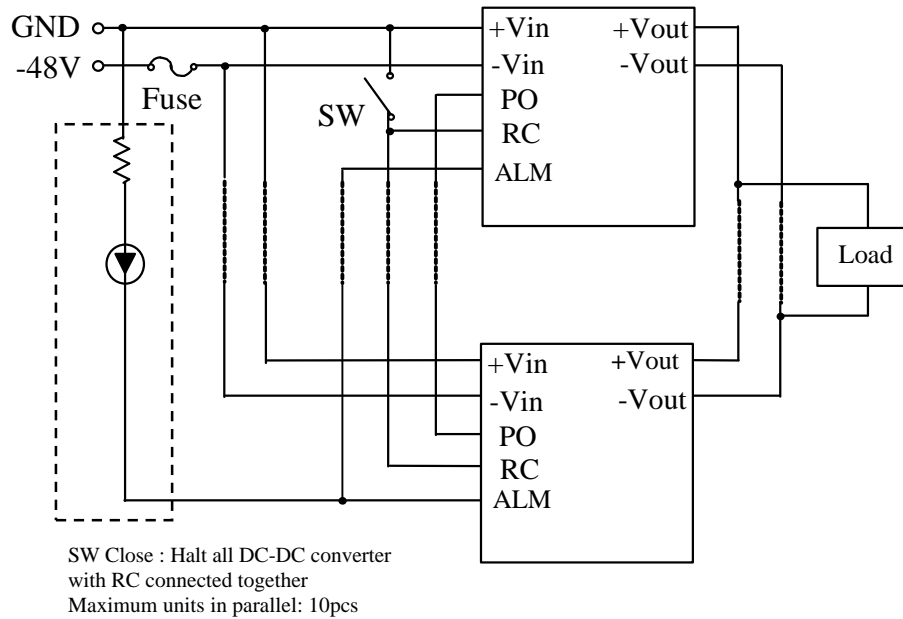 GND
-48V
Fuse
SW
+Vin
-Vin
PO
RC
ALM
+Vout
-Vout
Load
+Vin
-Vin
PO
RC
ALM
+Vout
-Vout
SW Close : Halt all DC-DC converter
with RC connected together
Maximum units in parallel: 10pcs